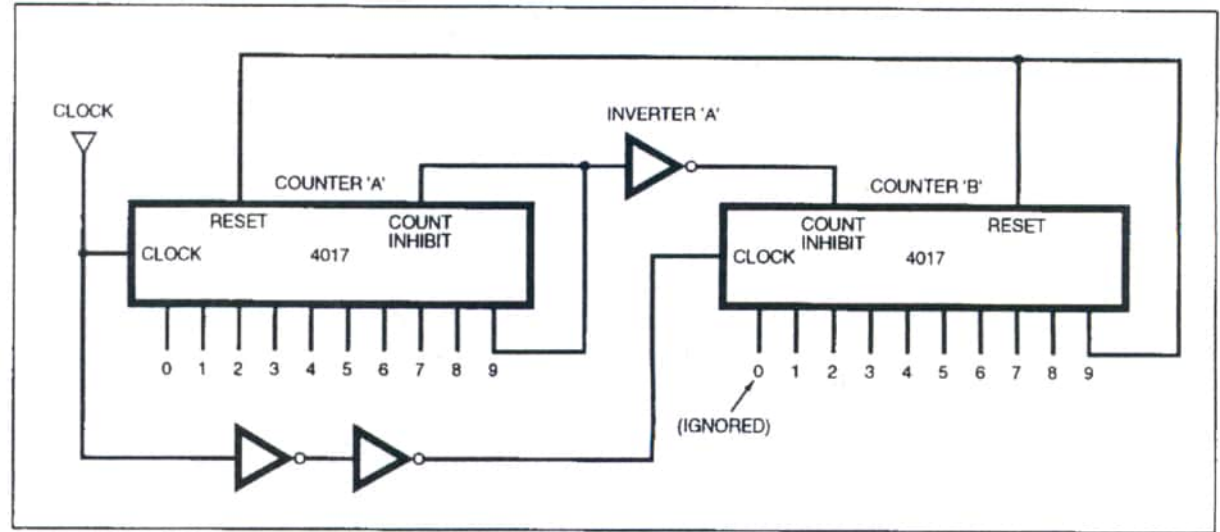 CLOCK
INVERTER 'A'
COUNTER 'A'
COUNTER 'B'
RESET
COUNT
INHIBIT
CLOCK
4017
COUNT
INHIBIT
RESET
CLOCK
4017
0 1 2 3 4 5 6 7 8 9
0 1 2 3 4 5 6 7 8 9
(IGNORED)